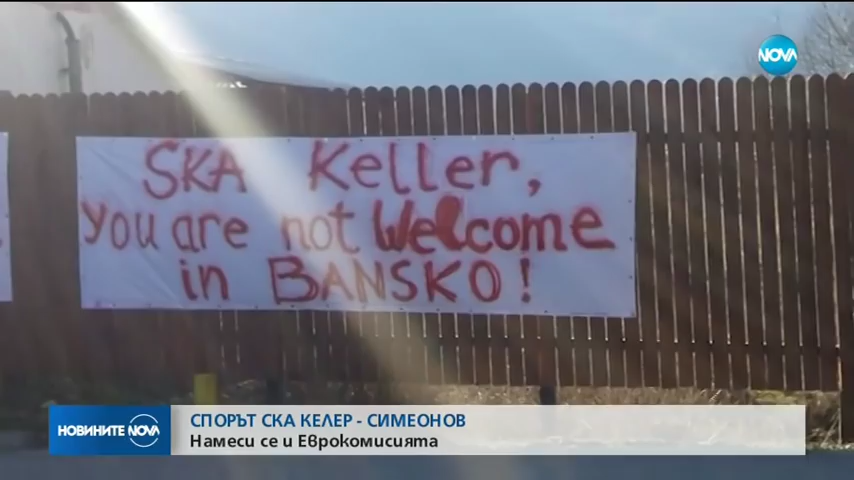 NOVA
SKA Keller,
you are not Welcome
in BANSKO!
НОВИНИТЕ NOVA
СПОРЪТ СКА КЕЛЕР - СИМЕОНОВ
Намеси се и Еврокомисията